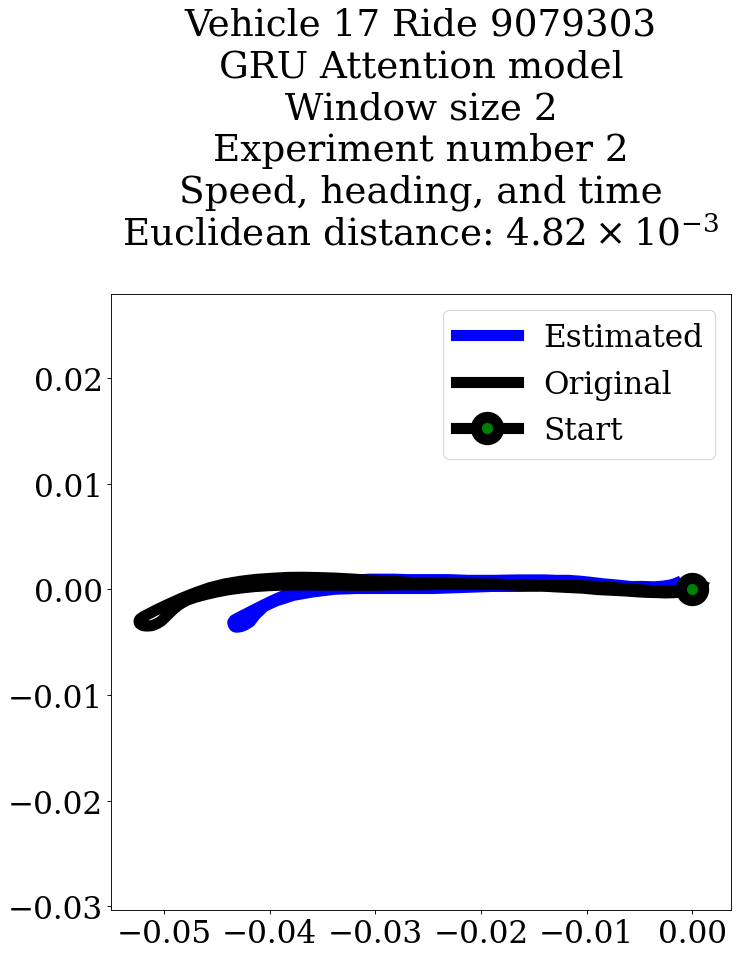 Vehicle 17 Ride 9079303
GRU Attention model
Window size 2
Experiment number 2
Speed, heading, and time
Euclidean distance: 4.82 × 10⁻³
Estimated
Original
Start
0.02
0.01
0.00
−0.01
−0.02
−0.03
−0.05 −0.04 −0.03 −0.02 −0.01 0.00